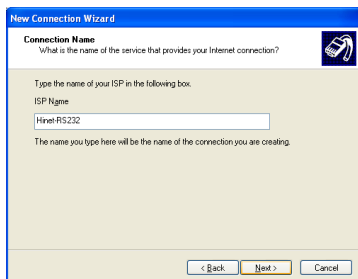 New Connection Wizard
Connection Name
What is the name of the service that provides your Internet connection?
Type the name of your ISP in the following box.
ISP Name
Hinet-RS232
The name you type here will be the name of the connection you are creating.
< Back
Next >
Cancel